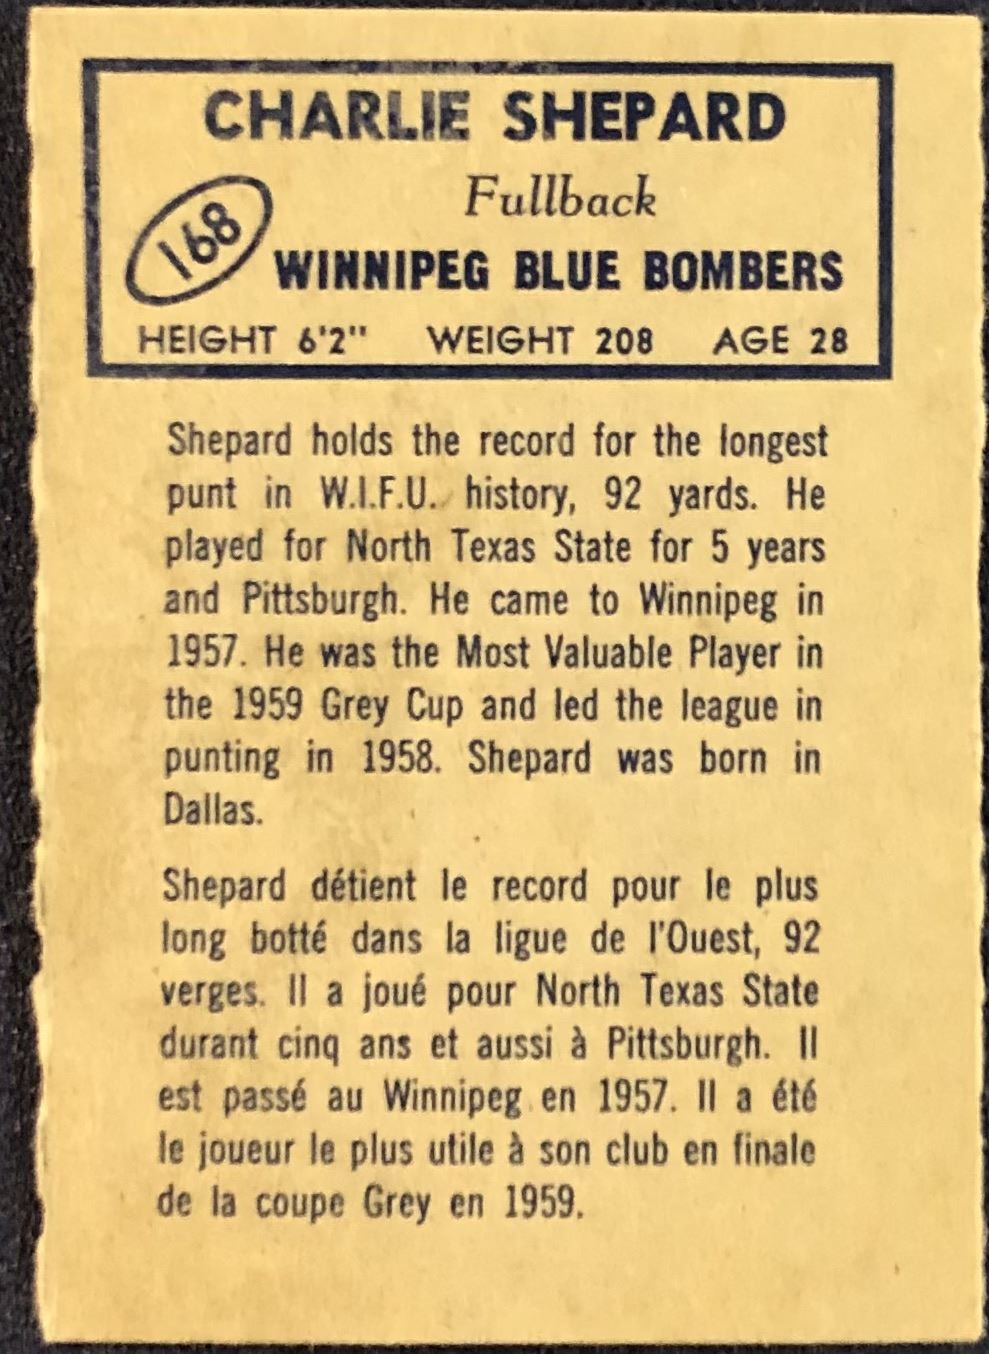 CHARLIE SHEPARD
Fullback
168
WINNIPEG BLUE BOMBERS
HEIGHT 6'2" WEIGHT 208 AGE 28
Shepard holds the record for the longest
punt in W.I.F.U. history, 92 yards. He
played for North Texas State for 5 years
and Pittsburgh. He came to Winnipeg in
1957. He was the Most Valuable Player in
the 1959 Grey Cup and led the league in
punting in 1958. Shepard was born in
Dallas.
Shepard détient le record pour le plus
long botté dans la ligue de l'Ouest, 92
verges. Il a joué pour North Texas State
durant cinq ans et aussi à Pittsburgh. Il
est passé au Winnipeg en 1957. Il a été
le joueur le plus utile à son club en finale
de la coupe Grey en 1959.